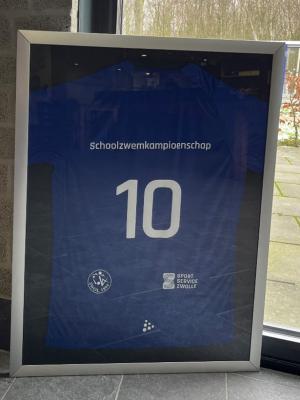 Schoolzwemkampioenschap
10
SPORT
SERVICE
ZWOLLE